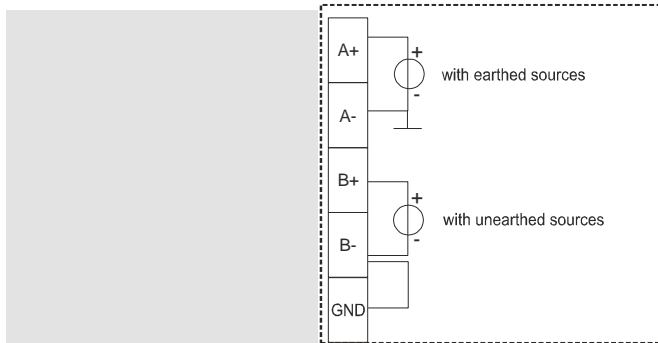 A+
+
with earthed sources
-
A-
B+
+
with unearthed sources
-
B-
GND